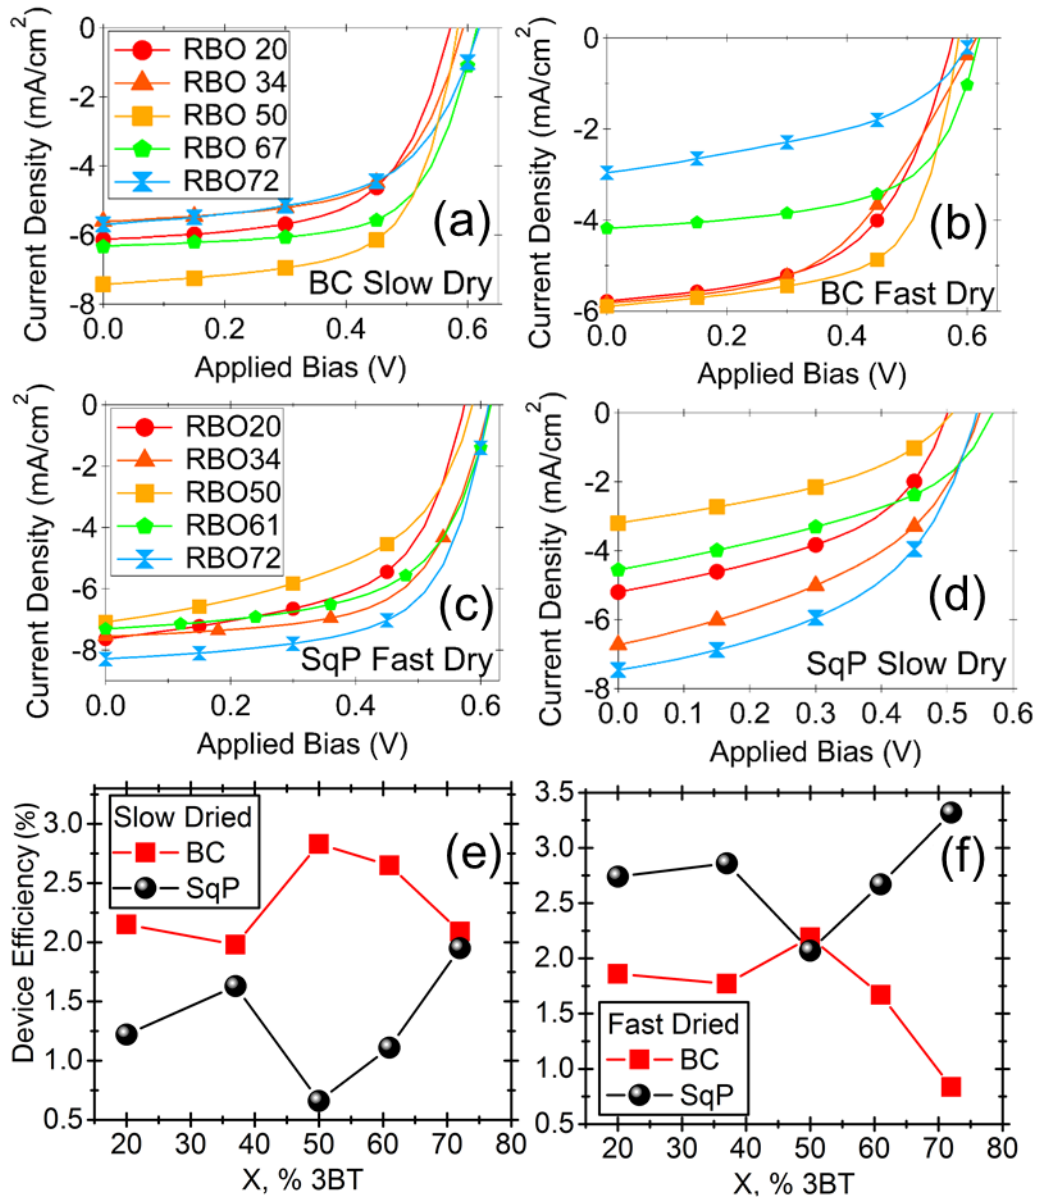 0
-2
-4
-6
-8
Current Density (mA/cm²)
RBO 20
RBO 34
RBO 50
RBO 67
RBO72
(a)
BC Slow Dry
0.0 0.2 0.4 0.6
Applied Bias (V)
0
-2
-4
-6
Current Density (mA/cm²)
(b)
BC Fast Dry
0.0 0.2 0.4 0.6
Applied Bias (V)
0
-2
-4
-6
-8
Current Density (mA/cm²)
RBO20
RBO34
RBO50
RBO61
RBO72
(c)
SqP Fast Dry
0.0 0.2 0.4 0.6
Applied Bias (V)
0
-2
-4
-6
-8
Current Density (mA/cm²)
(d)
SqP Slow Dry
0.0 0.1 0.2 0.3 0.4 0.5 0.6
Applied Bias (V)
3.0
2.5
2.0
1.5
1.0
0.5
Device Efficiency (%)
Slow Dried
BC
SqP
(e)
20 30 40 50 60 70 80
X, % 3BT
3.5
3.0
2.5
2.0
1.5
1.0
0.5
(f)
Fast Dried
BC
SqP
20 30 40 50 60 70 80
X, % 3BT